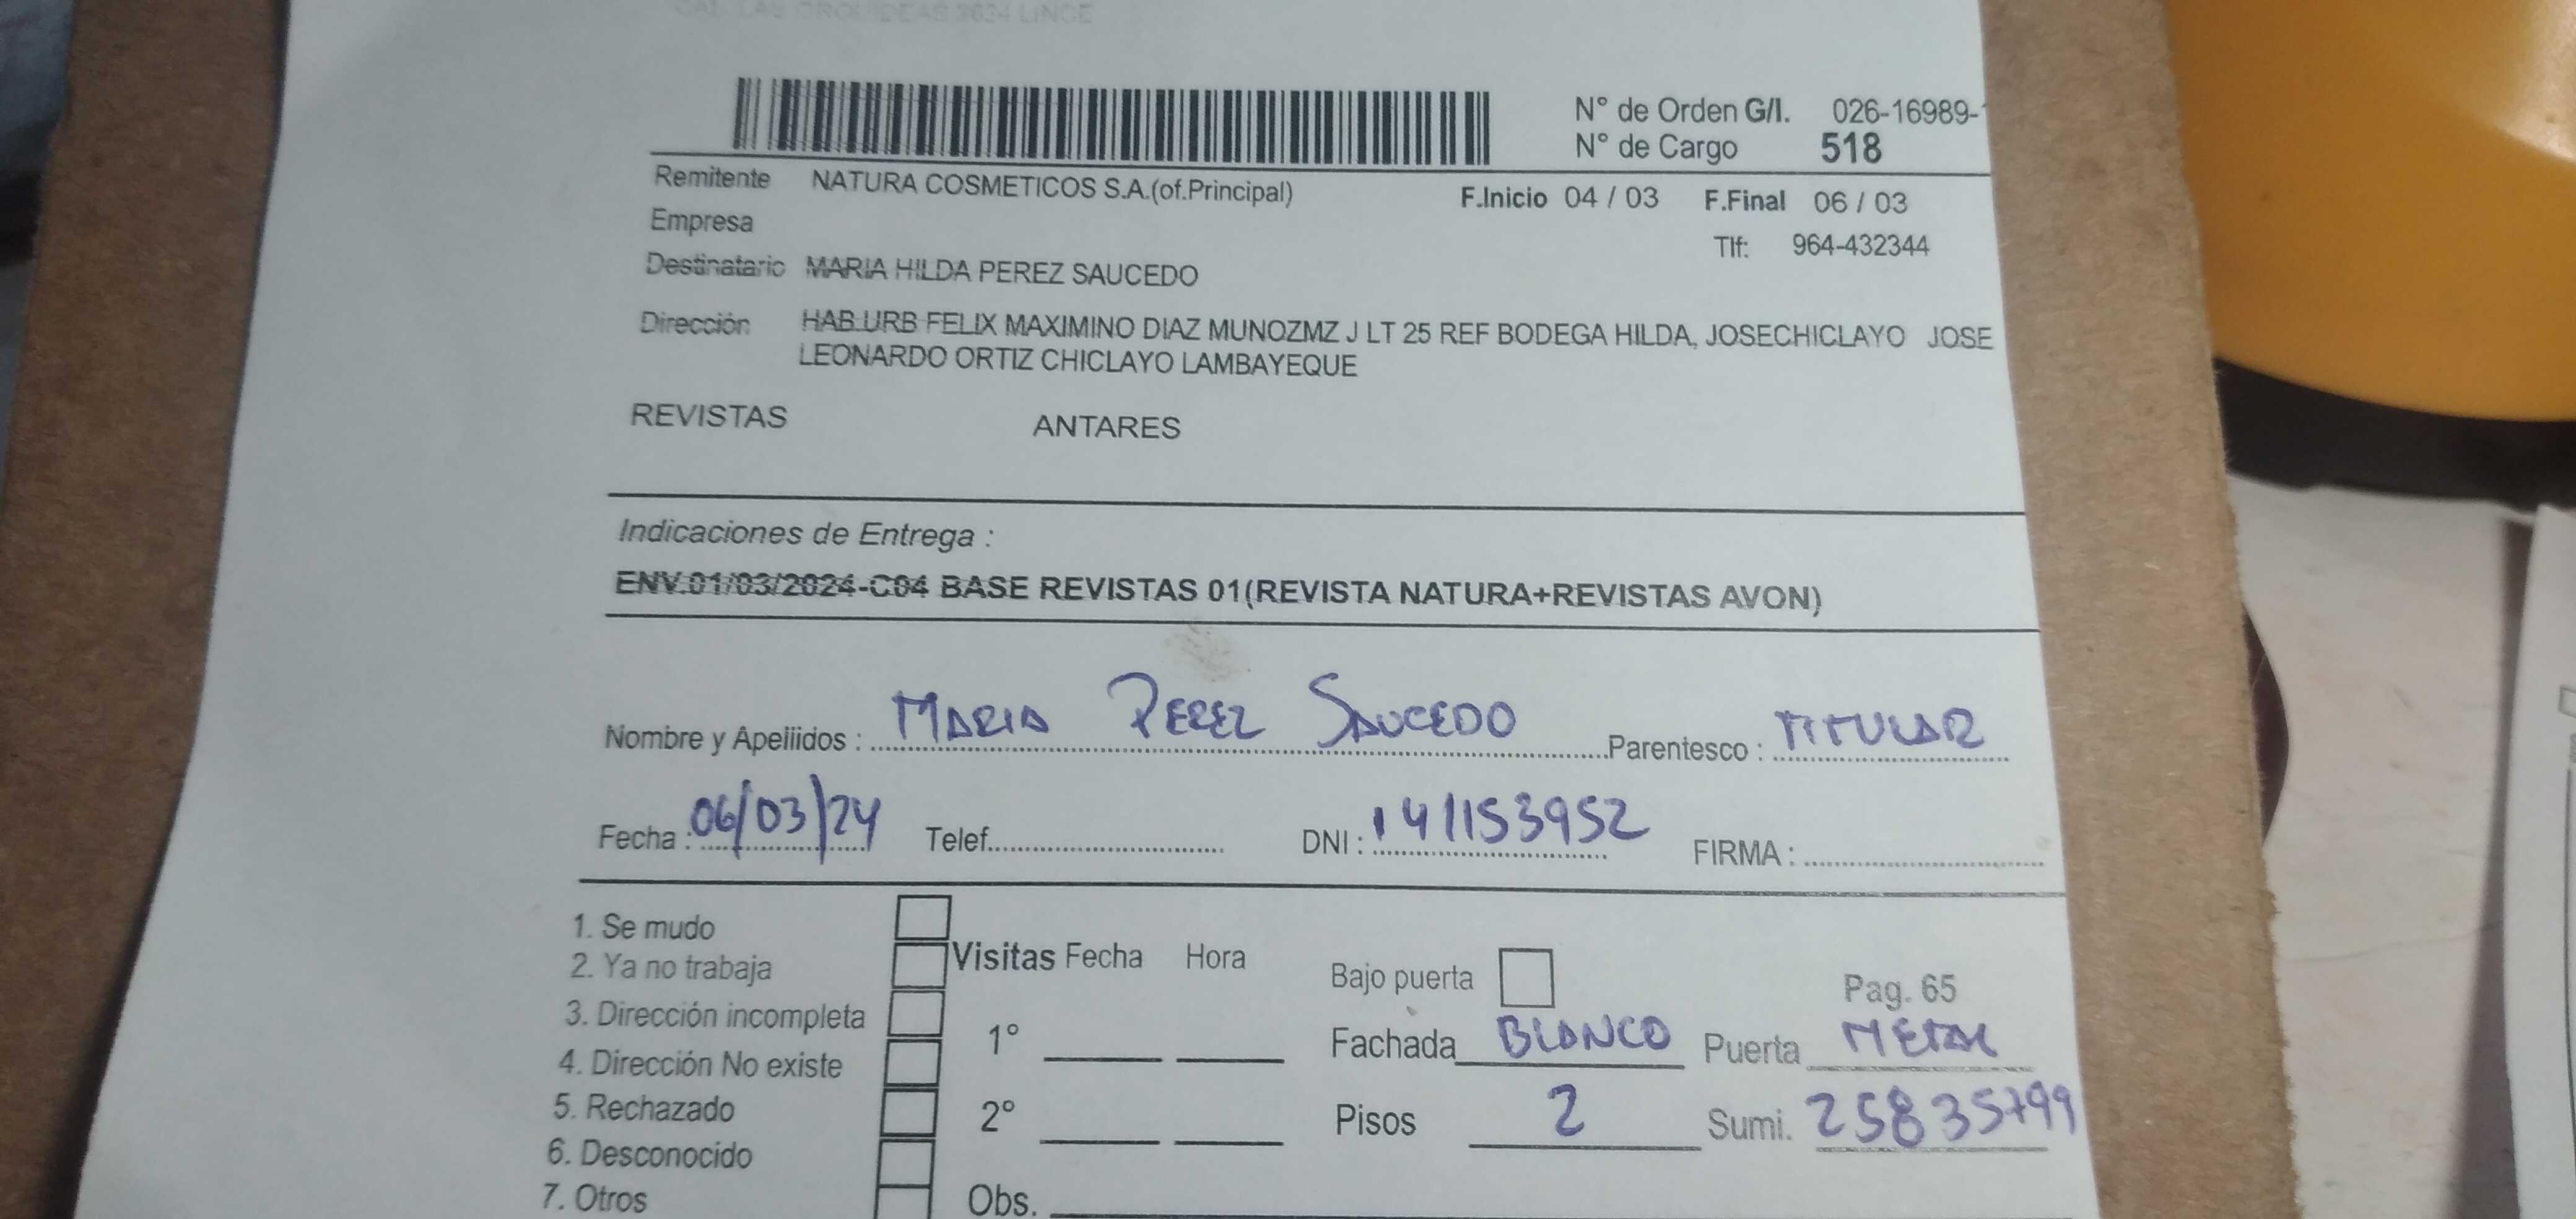 CAL LAS ORQUIDEAS 2634 LINCE
N° de Orden G/I. 026-16989-
N° de Cargo 518
Remitente NATURA COSMETICOS S.A.(of.Principal) F.Inicio 04 / 03 F.Final 06 / 03
Empresa
Tlf: 964-432344
Destinatario MARIA HILDA PEREZ SAUCEDO
Dirección HAB.URB FELIX MAXIMINO DIAZ MUNOZMZ J LT 25 REF BODEGA HILDA, JOSECHICLAYO JOSE
LEONARDO ORTIZ CHICLAYO LAMBAYEQUE
REVISTAS ANTARES
Indicaciones de Entrega :
ENV.01/03/2024-C04 BASE REVISTAS 01(REVISTA NATURA+REVISTAS AVON)
Nombre y Apellidos : MARIA PEREZ SAUCEDO Parentesco : TITULAR
Fecha : 06/03/24 Telef. DNI : 141153952 FIRMA :
1. Se mudo
2. Ya no trabaja
3. Dirección incompleta
4. Dirección No existe
5. Rechazado
6. Desconocido
7. Otros
Visitas Fecha Hora
1°
2°
Obs.
Bajo puerta Pag. 65
Fachada BLANCO Puerta METAL
Pisos 2 Sumi. 25835799